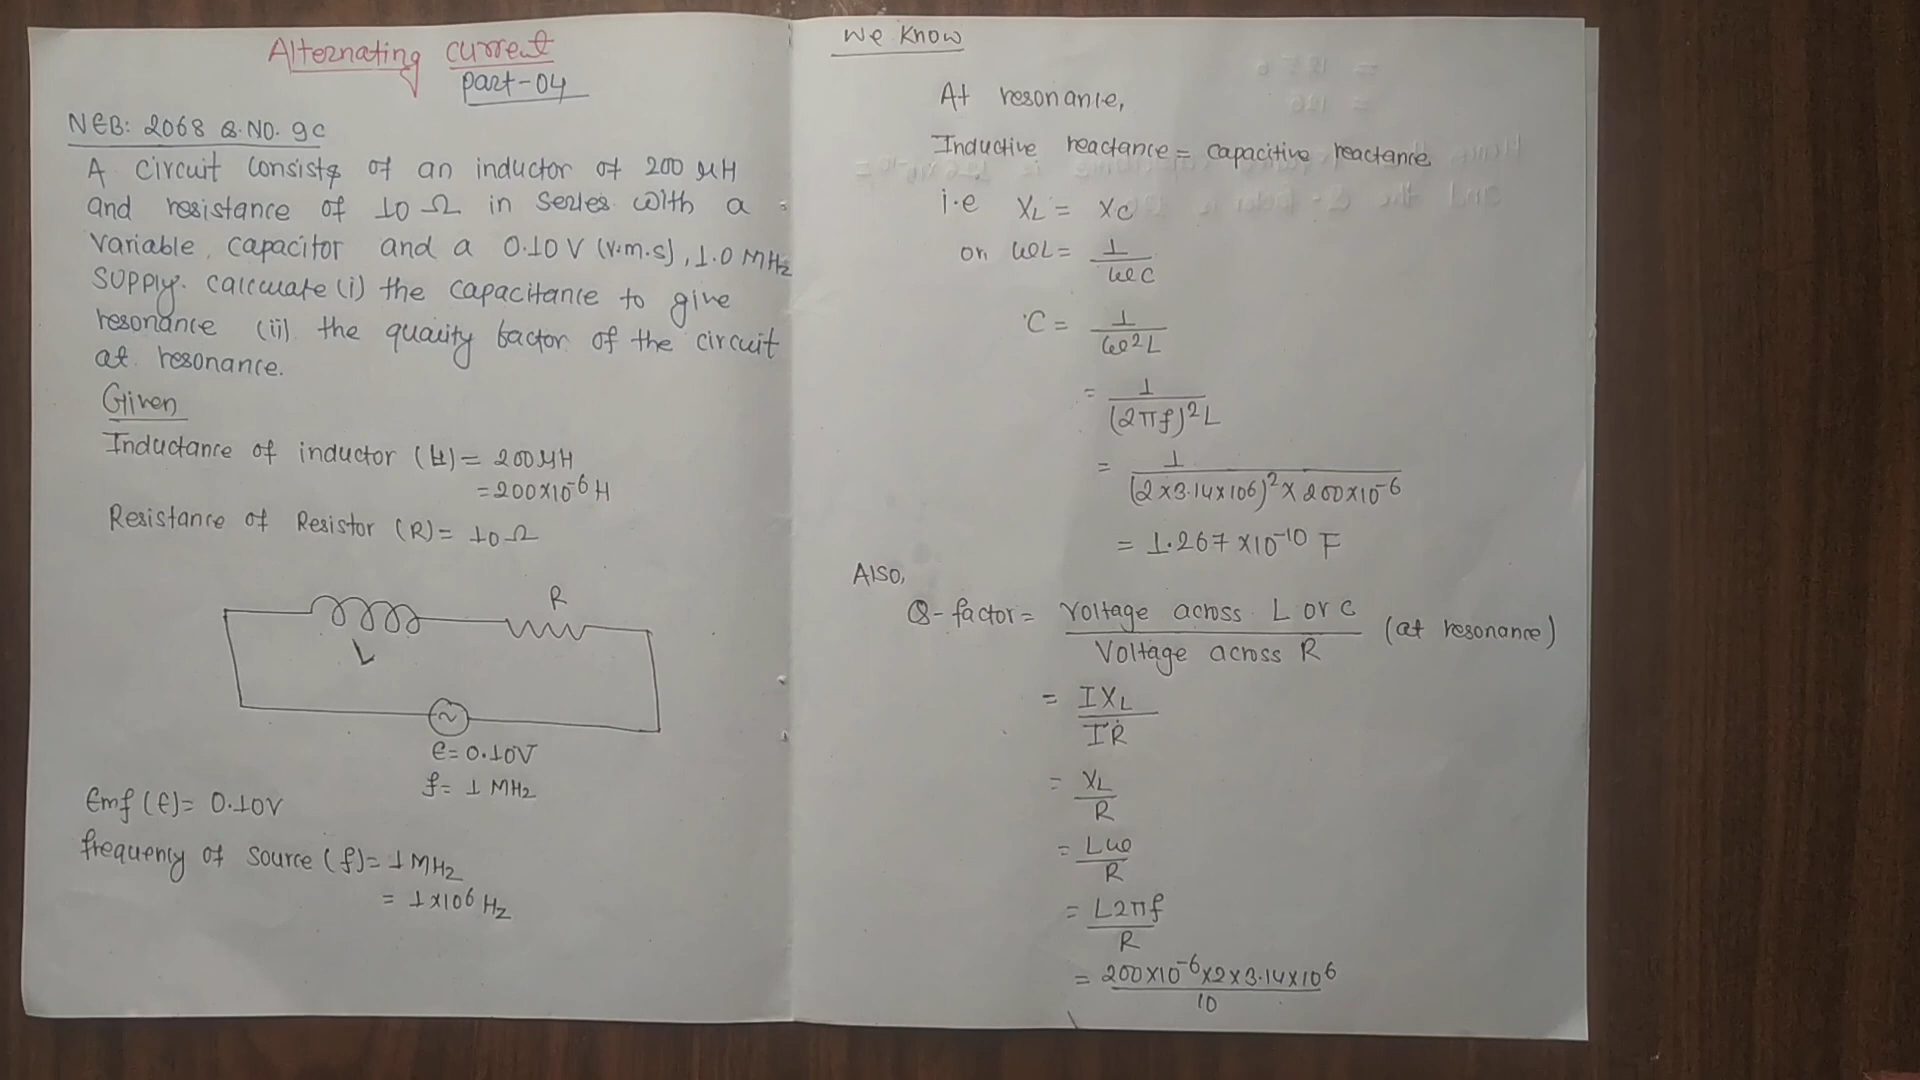 Alternating current
part-04
NEB: 2068 Q.NO. 9c
A circuit consists of an inductor of 200 μH
and resistance of 10 Ω in series with a
variable capacitor and a 0.10 V (r.m.s), 1.0 MHz
supply. calculate (i) the capacitance to give
resonance (ii) the quality factor of the circuit
at resonance.
Given
Inductance of inductor (L) = 200 μH
= 200×10⁻⁶ H
Resistance of Resistor (R) = 10 Ω
R
L
~
E = 0.10V
f = 1 MHz
Emf (E) = 0.10V
frequency of source (f) = 1 MHz
= 1×10⁶ Hz
We know
At resonance,
Inductive reactance = capacitive reactance
i.e XL = XC
or ωL = 1/ωC
C = 1/ω²L
= 1/(2πf)²L
= 1/(2×3.14×10⁶)²×200×10⁻⁶
= 1.267×10⁻¹⁰ F
Also,
Q-factor = Voltage across L or C / Voltage across R (at resonance)
= IXL/IR
= XL/R
= Lω/R
= L2πf/R
= 200×10⁻⁶×2×3.14×10⁶/10